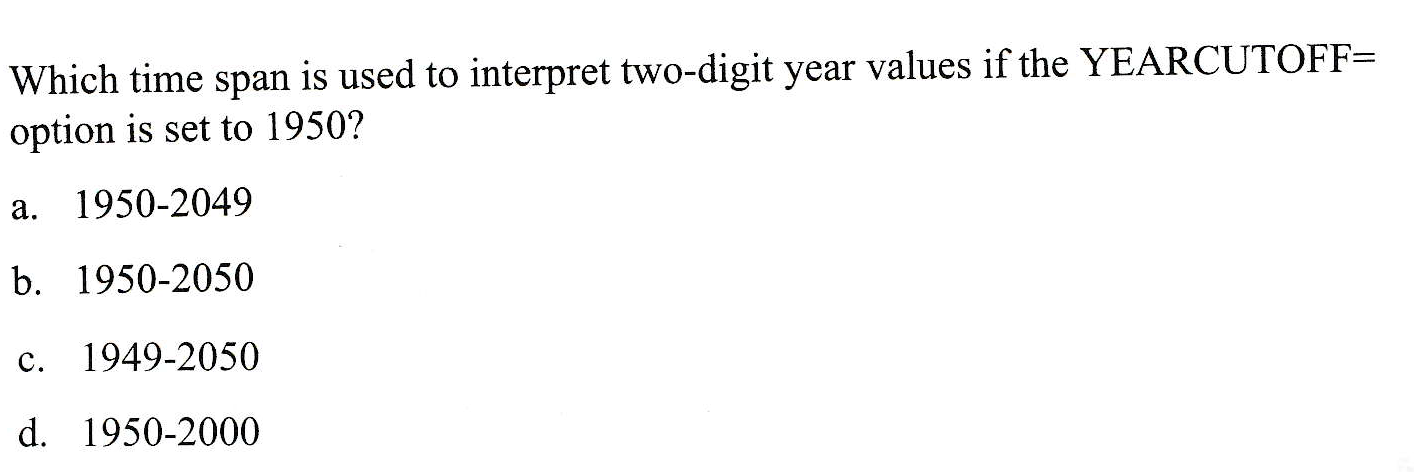 Which time span is used to interpret two-digit year values if the YEARCUTOFF=
option is set to 1950?
a. 1950-2049
b. 1950-2050
c. 1949-2050
d. 1950-2000